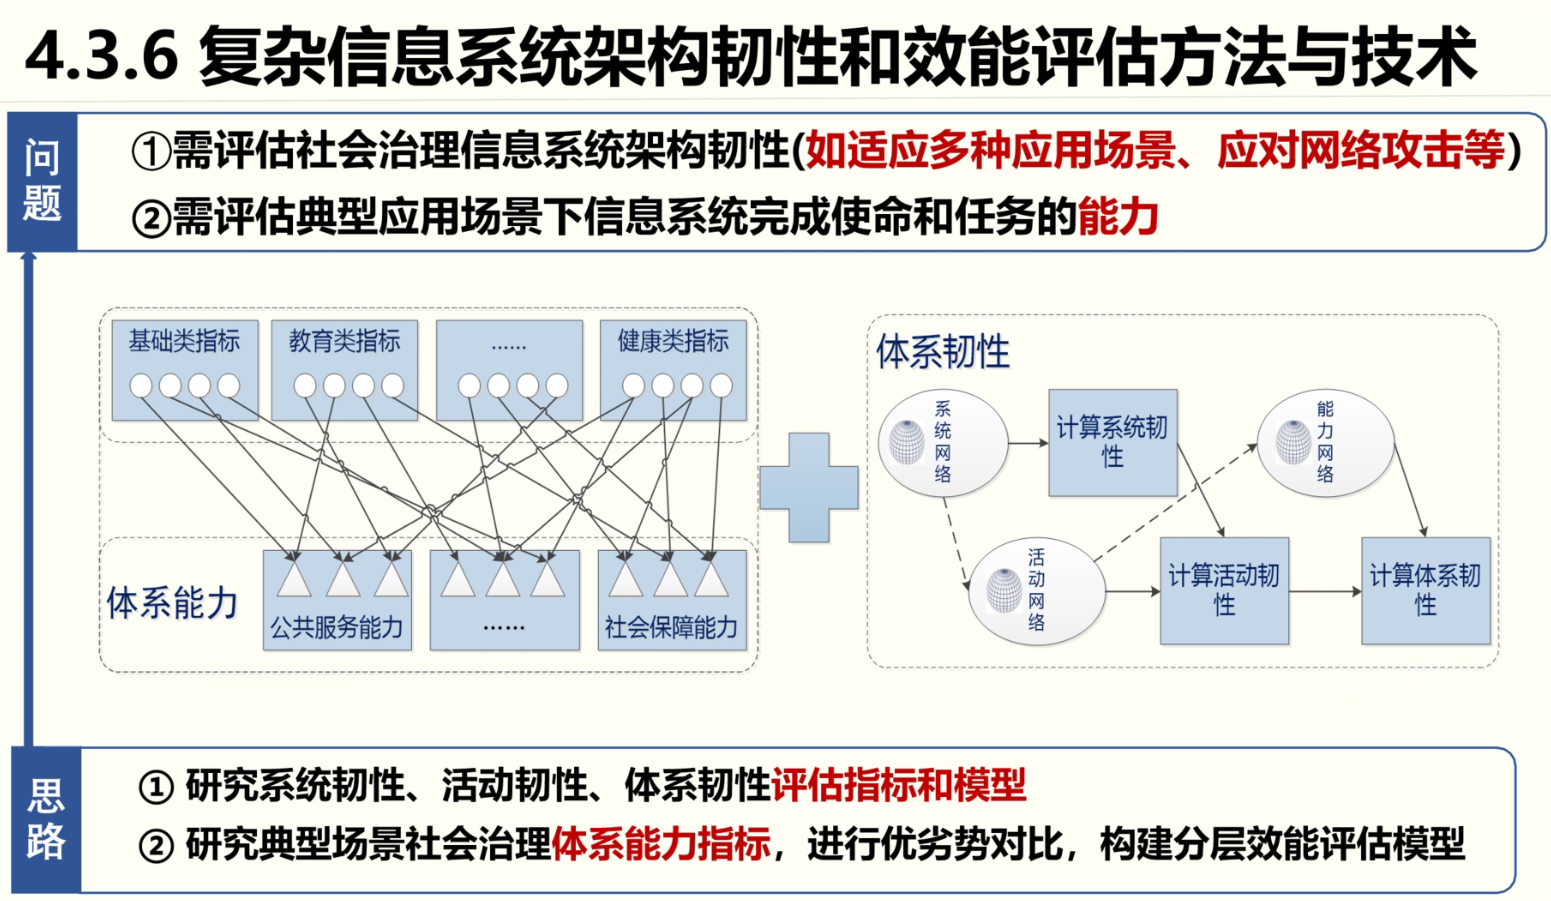 4.3.6 复杂信息系统架构韧性和效能评估方法与技术
问题
①需评估社会治理信息系统架构韧性(如适应多种应用场景、应对网络攻击等)
②需评估典型应用场景下信息系统完成使命和任务的能力
基础类指标
教育类指标
......
健康类指标
体系能力
公共服务能力
......
社会保障能力
体系韧性
系统网络
计算系统韧
性
能力网络
活动网络
计算活动韧
性
计算体系韧
性
思路
① 研究系统韧性、活动韧性、体系韧性评估指标和模型
② 研究典型场景社会治理体系能力指标，进行优劣势对比，构建分层效能评估模型